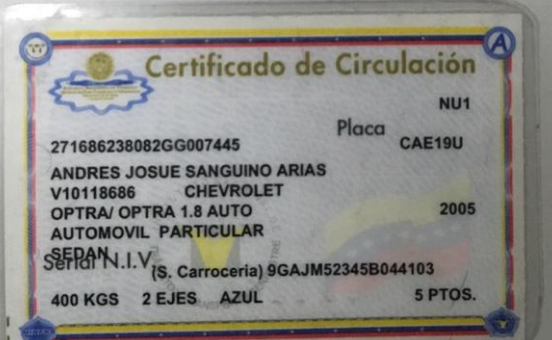 Certificado de Circulación
NU1
Placa
271686238082GG007445 CAE19U
ANDRES JOSUE SANGUINO ARIAS
V10118686 CHEVROLET
OPTRA/ OPTRA 1.8 AUTO 2005
AUTOMOVIL PARTICULAR
SEDAN
Serial N.I.V.
(S. Carroceria) 9GAJM52345B044103
400 KGS 2 EJES AZUL 5 PTOS.